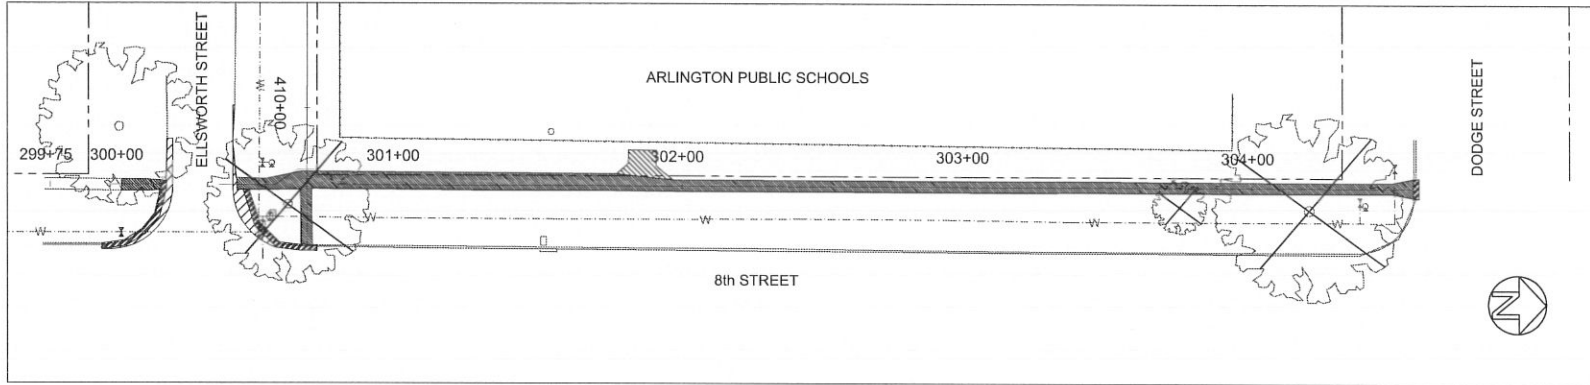 ELLSWORTH STREET
410+00
ARLINGTON PUBLIC SCHOOLS
DODGE STREET
299+75
300+00
301+00
302+00
303+00
304+00
W
W
W
W
W
W
8th STREET
N